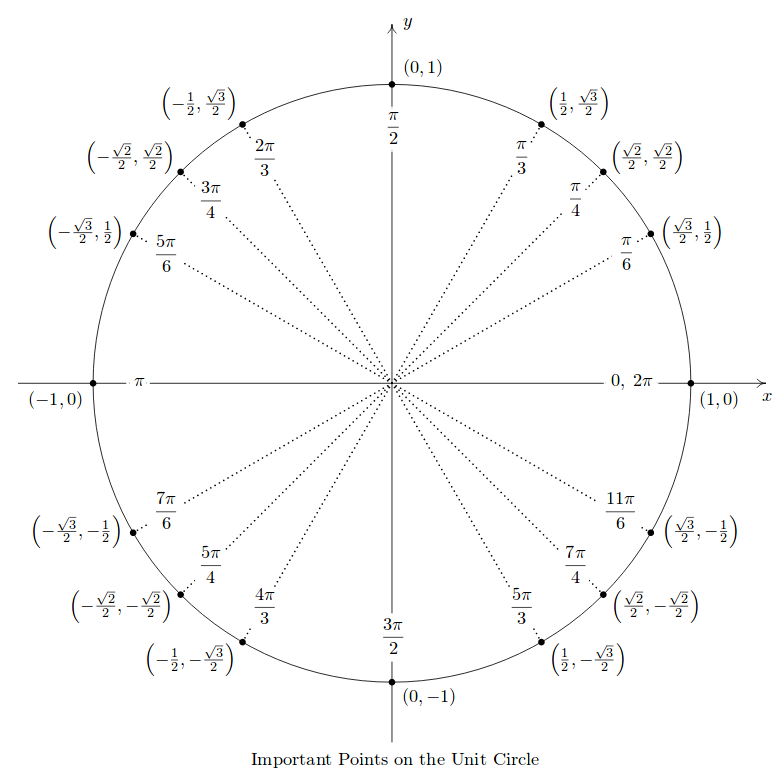 y
(0, 1)
(−1/2, √3/2)
(1/2, √3/2)
π/2
2π/3
π/3
(−√2/2, √2/2)
(√2/2, √2/2)
3π/4
π/4
(−√3/2, 1/2)
(√3/2, 1/2)
5π/6
π/6
π
0, 2π
(−1, 0)
(1, 0)
x
7π/6
11π/6
(−√3/2, −1/2)
(√3/2, −1/2)
5π/4
7π/4
(−√2/2, −√2/2)
(√2/2, −√2/2)
4π/3
5π/3
3π/2
(−1/2, −√3/2)
(1/2, −√3/2)
(0, −1)
Important Points on the Unit Circle